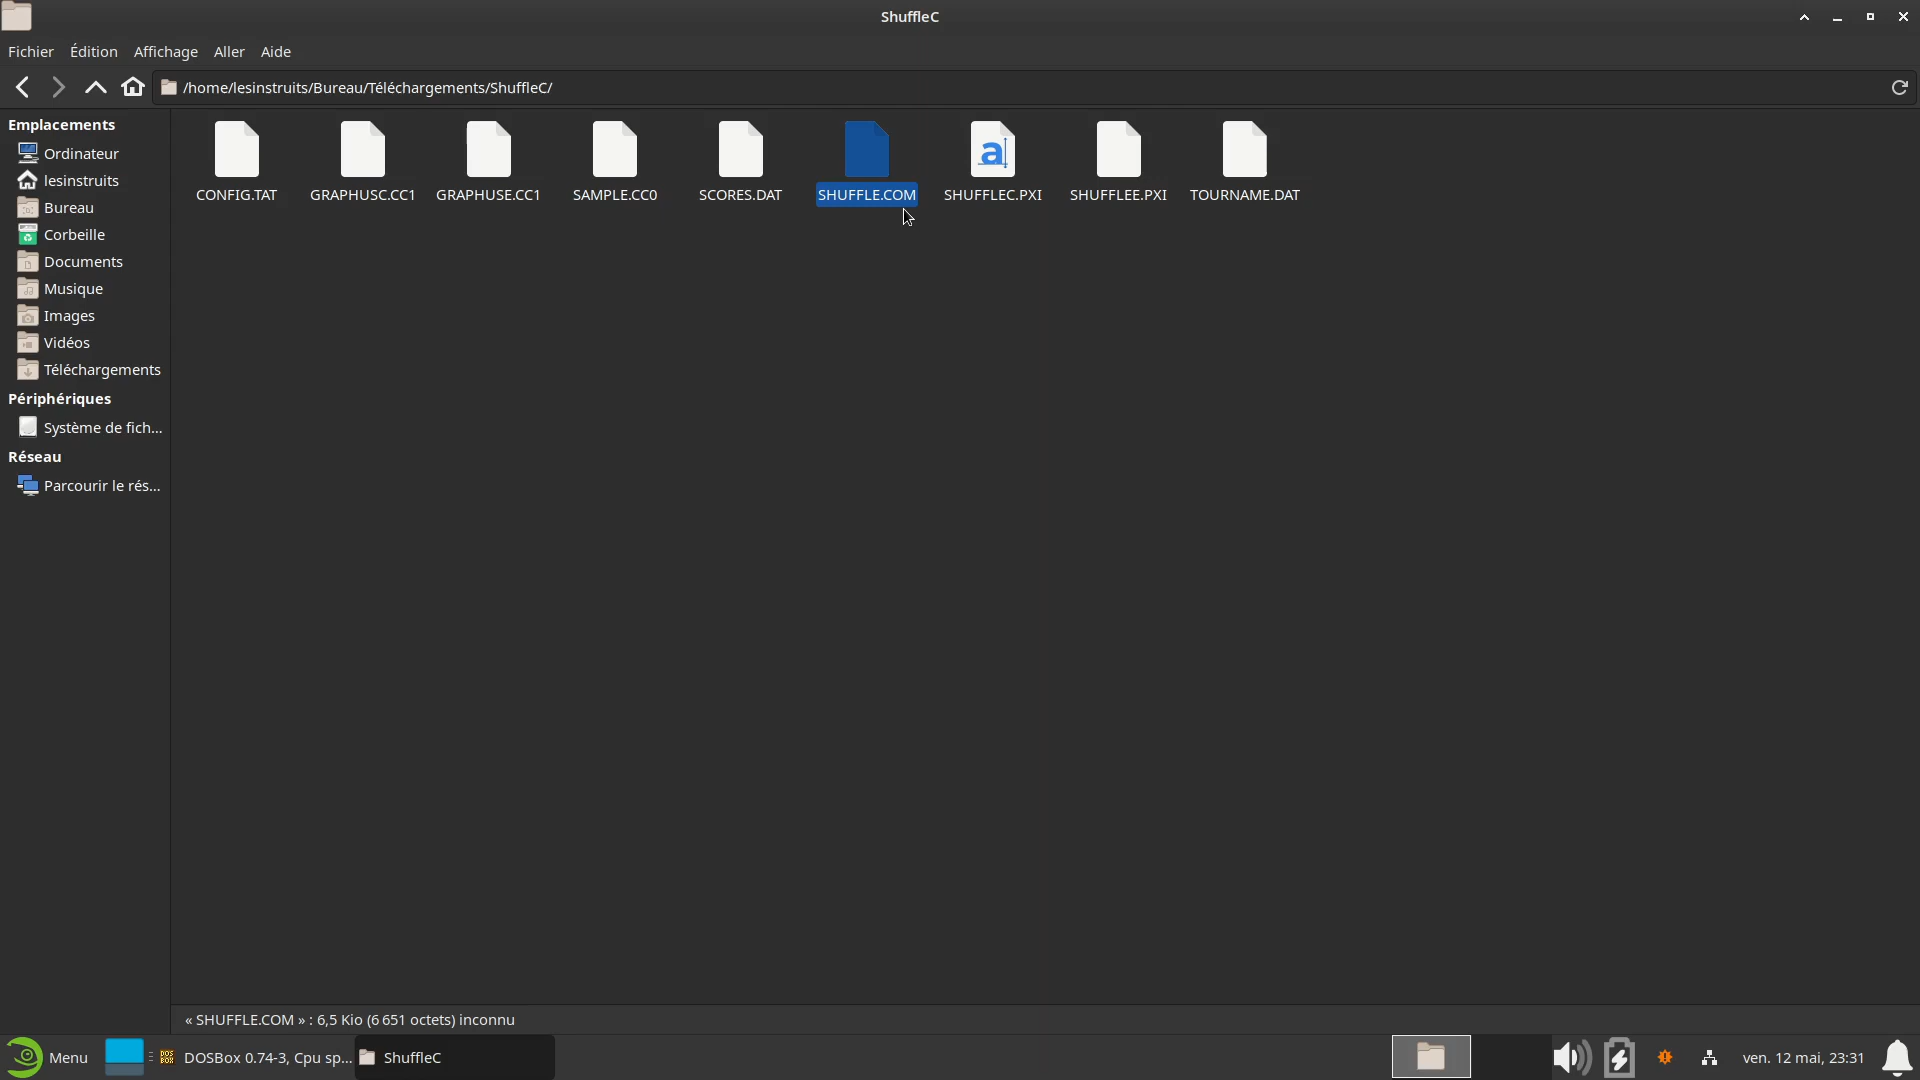 ShuffleC
Fichier Édition Affichage Aller Aide
/home/lesinstruits/Bureau/Téléchargements/ShuffleC/
Emplacements
Ordinateur
lesinstruits
Bureau
Corbeille
Documents
Musique
Images
Vidéos
Téléchargements
Périphériques
Système de fich...
Réseau
Parcourir le rés...
CONFIG.TAT GRAPHUSC.CC1 GRAPHUSE.CC1 SAMPLE.CC0 SCORES.DAT SHUFFLE.COM SHUFFLEC.PXI SHUFFLEE.PXI TOURNAME.DAT
a
« SHUFFLE.COM » : 6,5 Kio (6 651 octets) inconnu
Menu DOS BOX DOSBox 0.74-3, Cpu sp... ShuffleC ven. 12 mai, 23:31